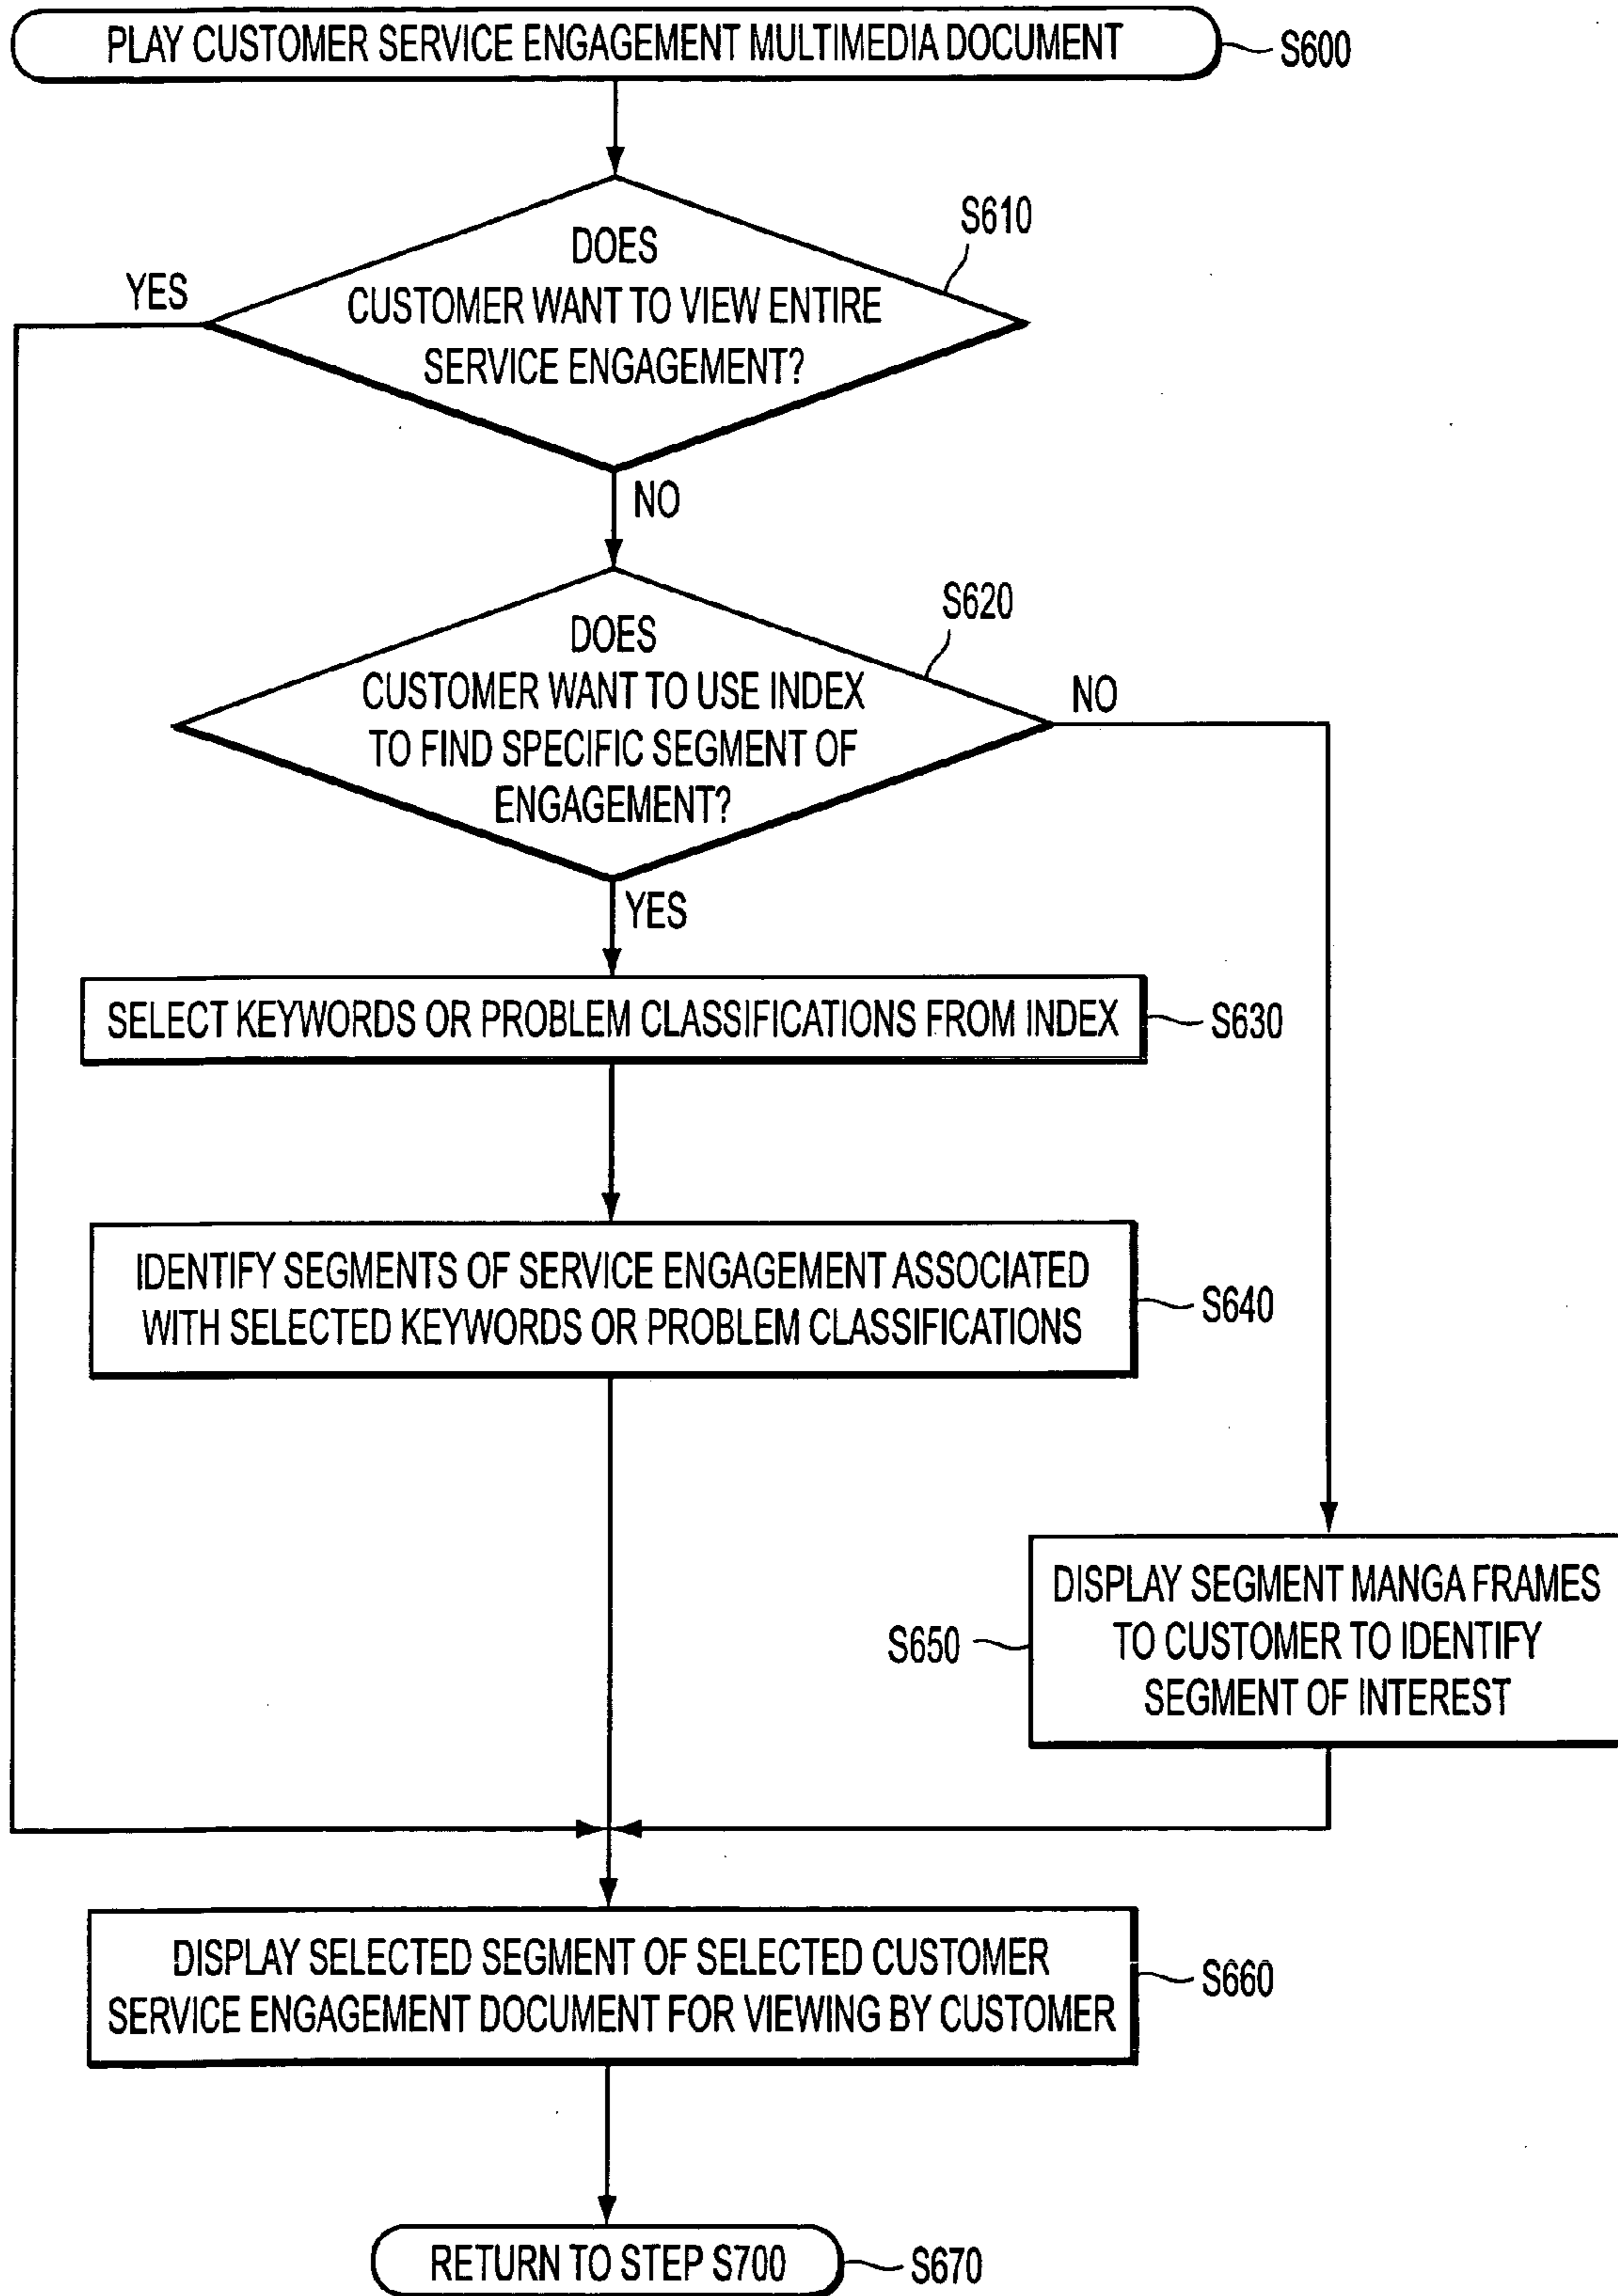 PLAY CUSTOMER SERVICE ENGAGEMENT MULTIMEDIA DOCUMENT
S600
DOES
CUSTOMER WANT TO VIEW ENTIRE
SERVICE ENGAGEMENT?
S610
YES
NO
DOES
CUSTOMER WANT TO USE INDEX
TO FIND SPECIFIC SEGMENT OF
ENGAGEMENT?
S620
NO
YES
SELECT KEYWORDS OR PROBLEM CLASSIFICATIONS FROM INDEX
S630
IDENTIFY SEGMENTS OF SERVICE ENGAGEMENT ASSOCIATED
WITH SELECTED KEYWORDS OR PROBLEM CLASSIFICATIONS
S640
DISPLAY SEGMENT MANGA FRAMES
TO CUSTOMER TO IDENTIFY
SEGMENT OF INTEREST
S650
DISPLAY SELECTED SEGMENT OF SELECTED CUSTOMER
SERVICE ENGAGEMENT DOCUMENT FOR VIEWING BY CUSTOMER
S660
RETURN TO STEP S700
S670